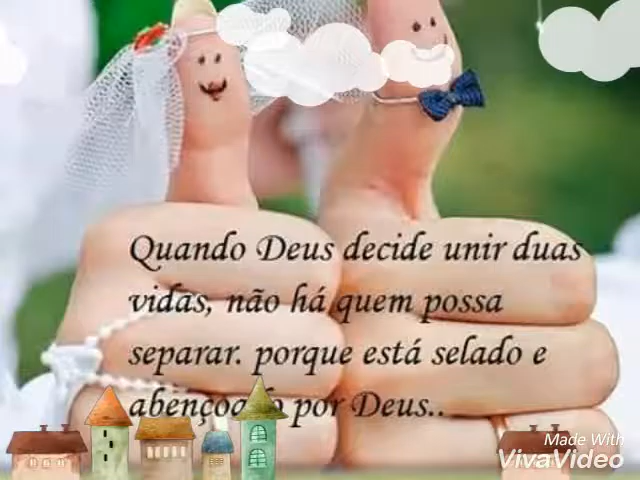 Quando Deus decide unir duas
vidas, não há quem possa
separar. porque está selado e
abençoado por Deus..
Made With
VivaVideo